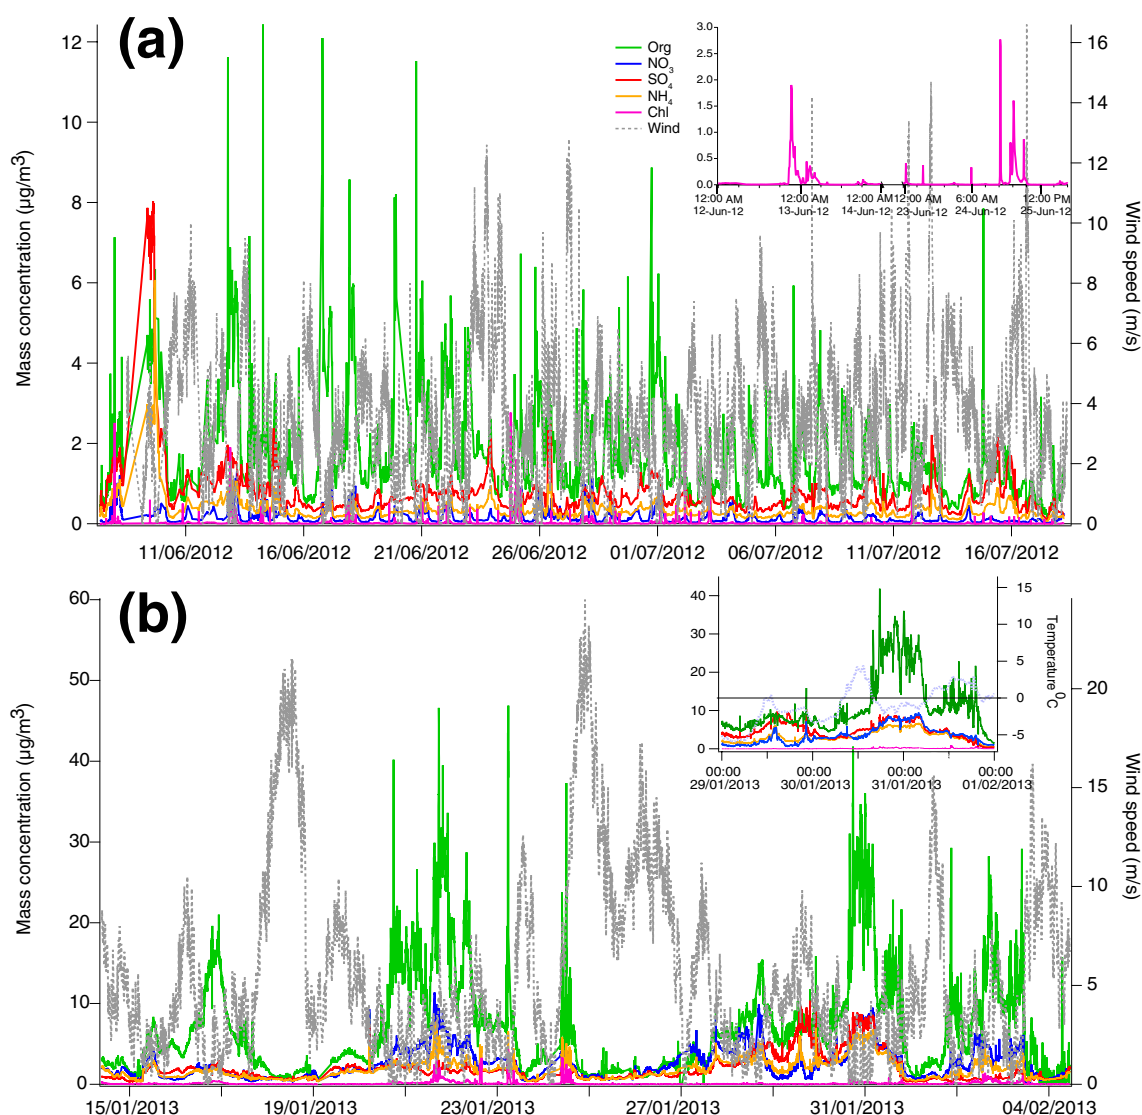 (a)
Mass concentration (µg/m3)
12
10
8
6
4
2
0
Org
NO3
SO4
NH4
Chl
Wind
3.0
2.5
2.0
1.5
1.0
0.5
0.0
12:00 AM 12:00 AM 12:00 AM 12:00 AM 6:00 AM 12:00 PM
12-Jun-12 13-Jun-12 14-Jun-12 23-Jun-12 24-Jun-12 25-Jun-12
16
14
12
10
8
6
4
2
0
Wind speed (m/s)
11/06/2012 16/06/2012 21/06/2012 26/06/2012 01/07/2012 06/07/2012 11/07/2012 16/07/2012
(b)
Mass concentration (µg/m3)
60
50
40
30
20
10
0
40
30
20
10
0
15
10
5
0
-5
Temperature 0C
00:00 00:00 00:00 00:00
29/01/2013 30/01/2013 31/01/2013 01/02/2013
20
15
10
5
0
Wind speed (m/s)
15/01/2013 19/01/2013 23/01/2013 27/01/2013 31/01/2013 04/02/2013